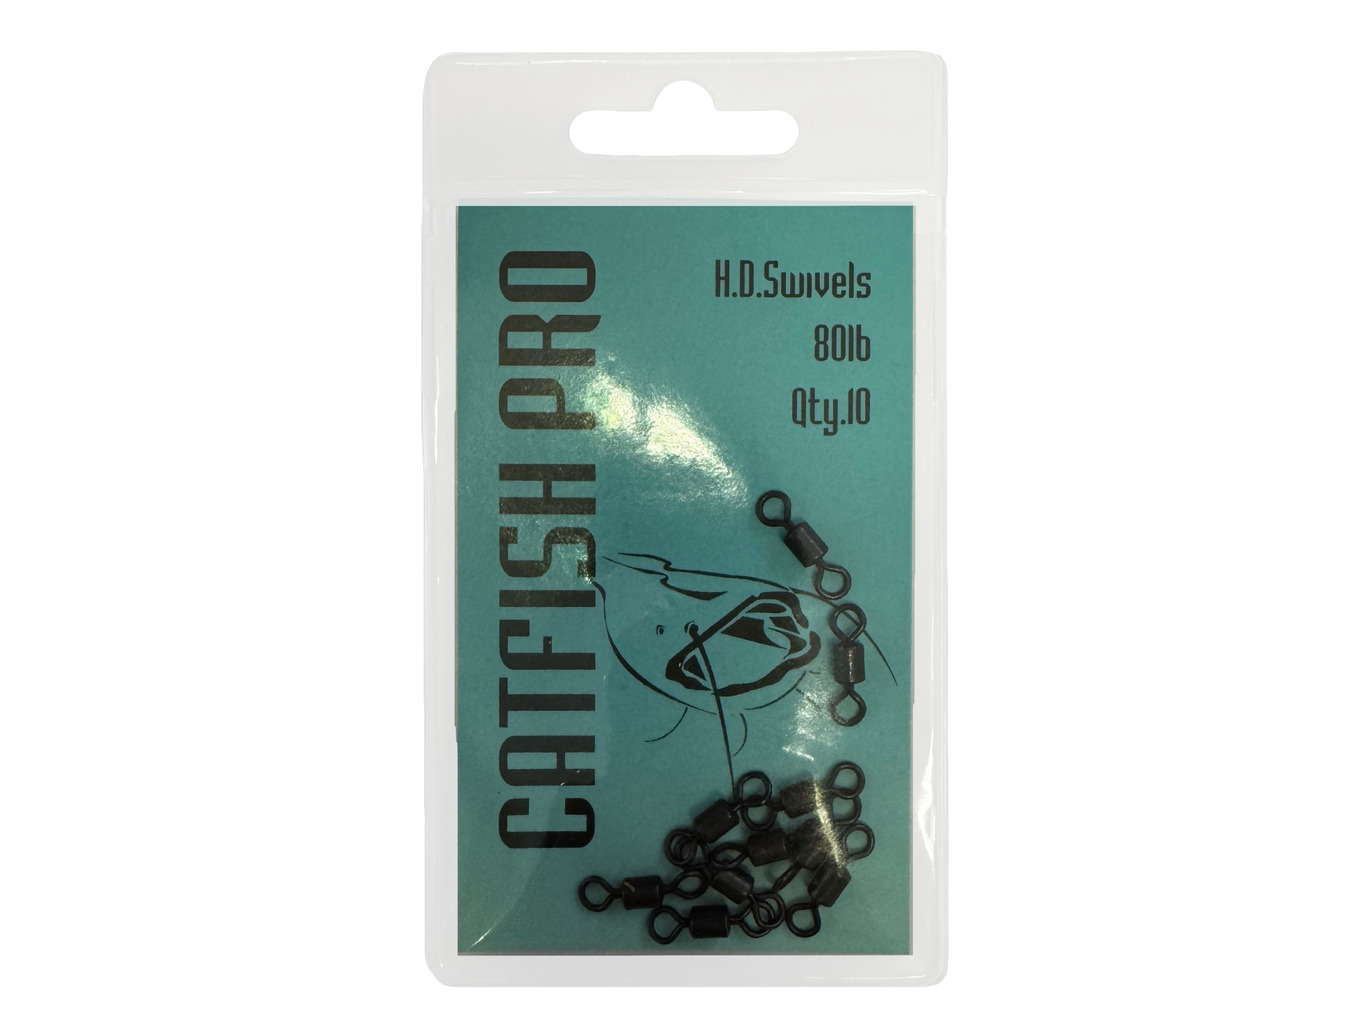 CATFISH PRO
H.D.Swivels
80lb
Qty.10